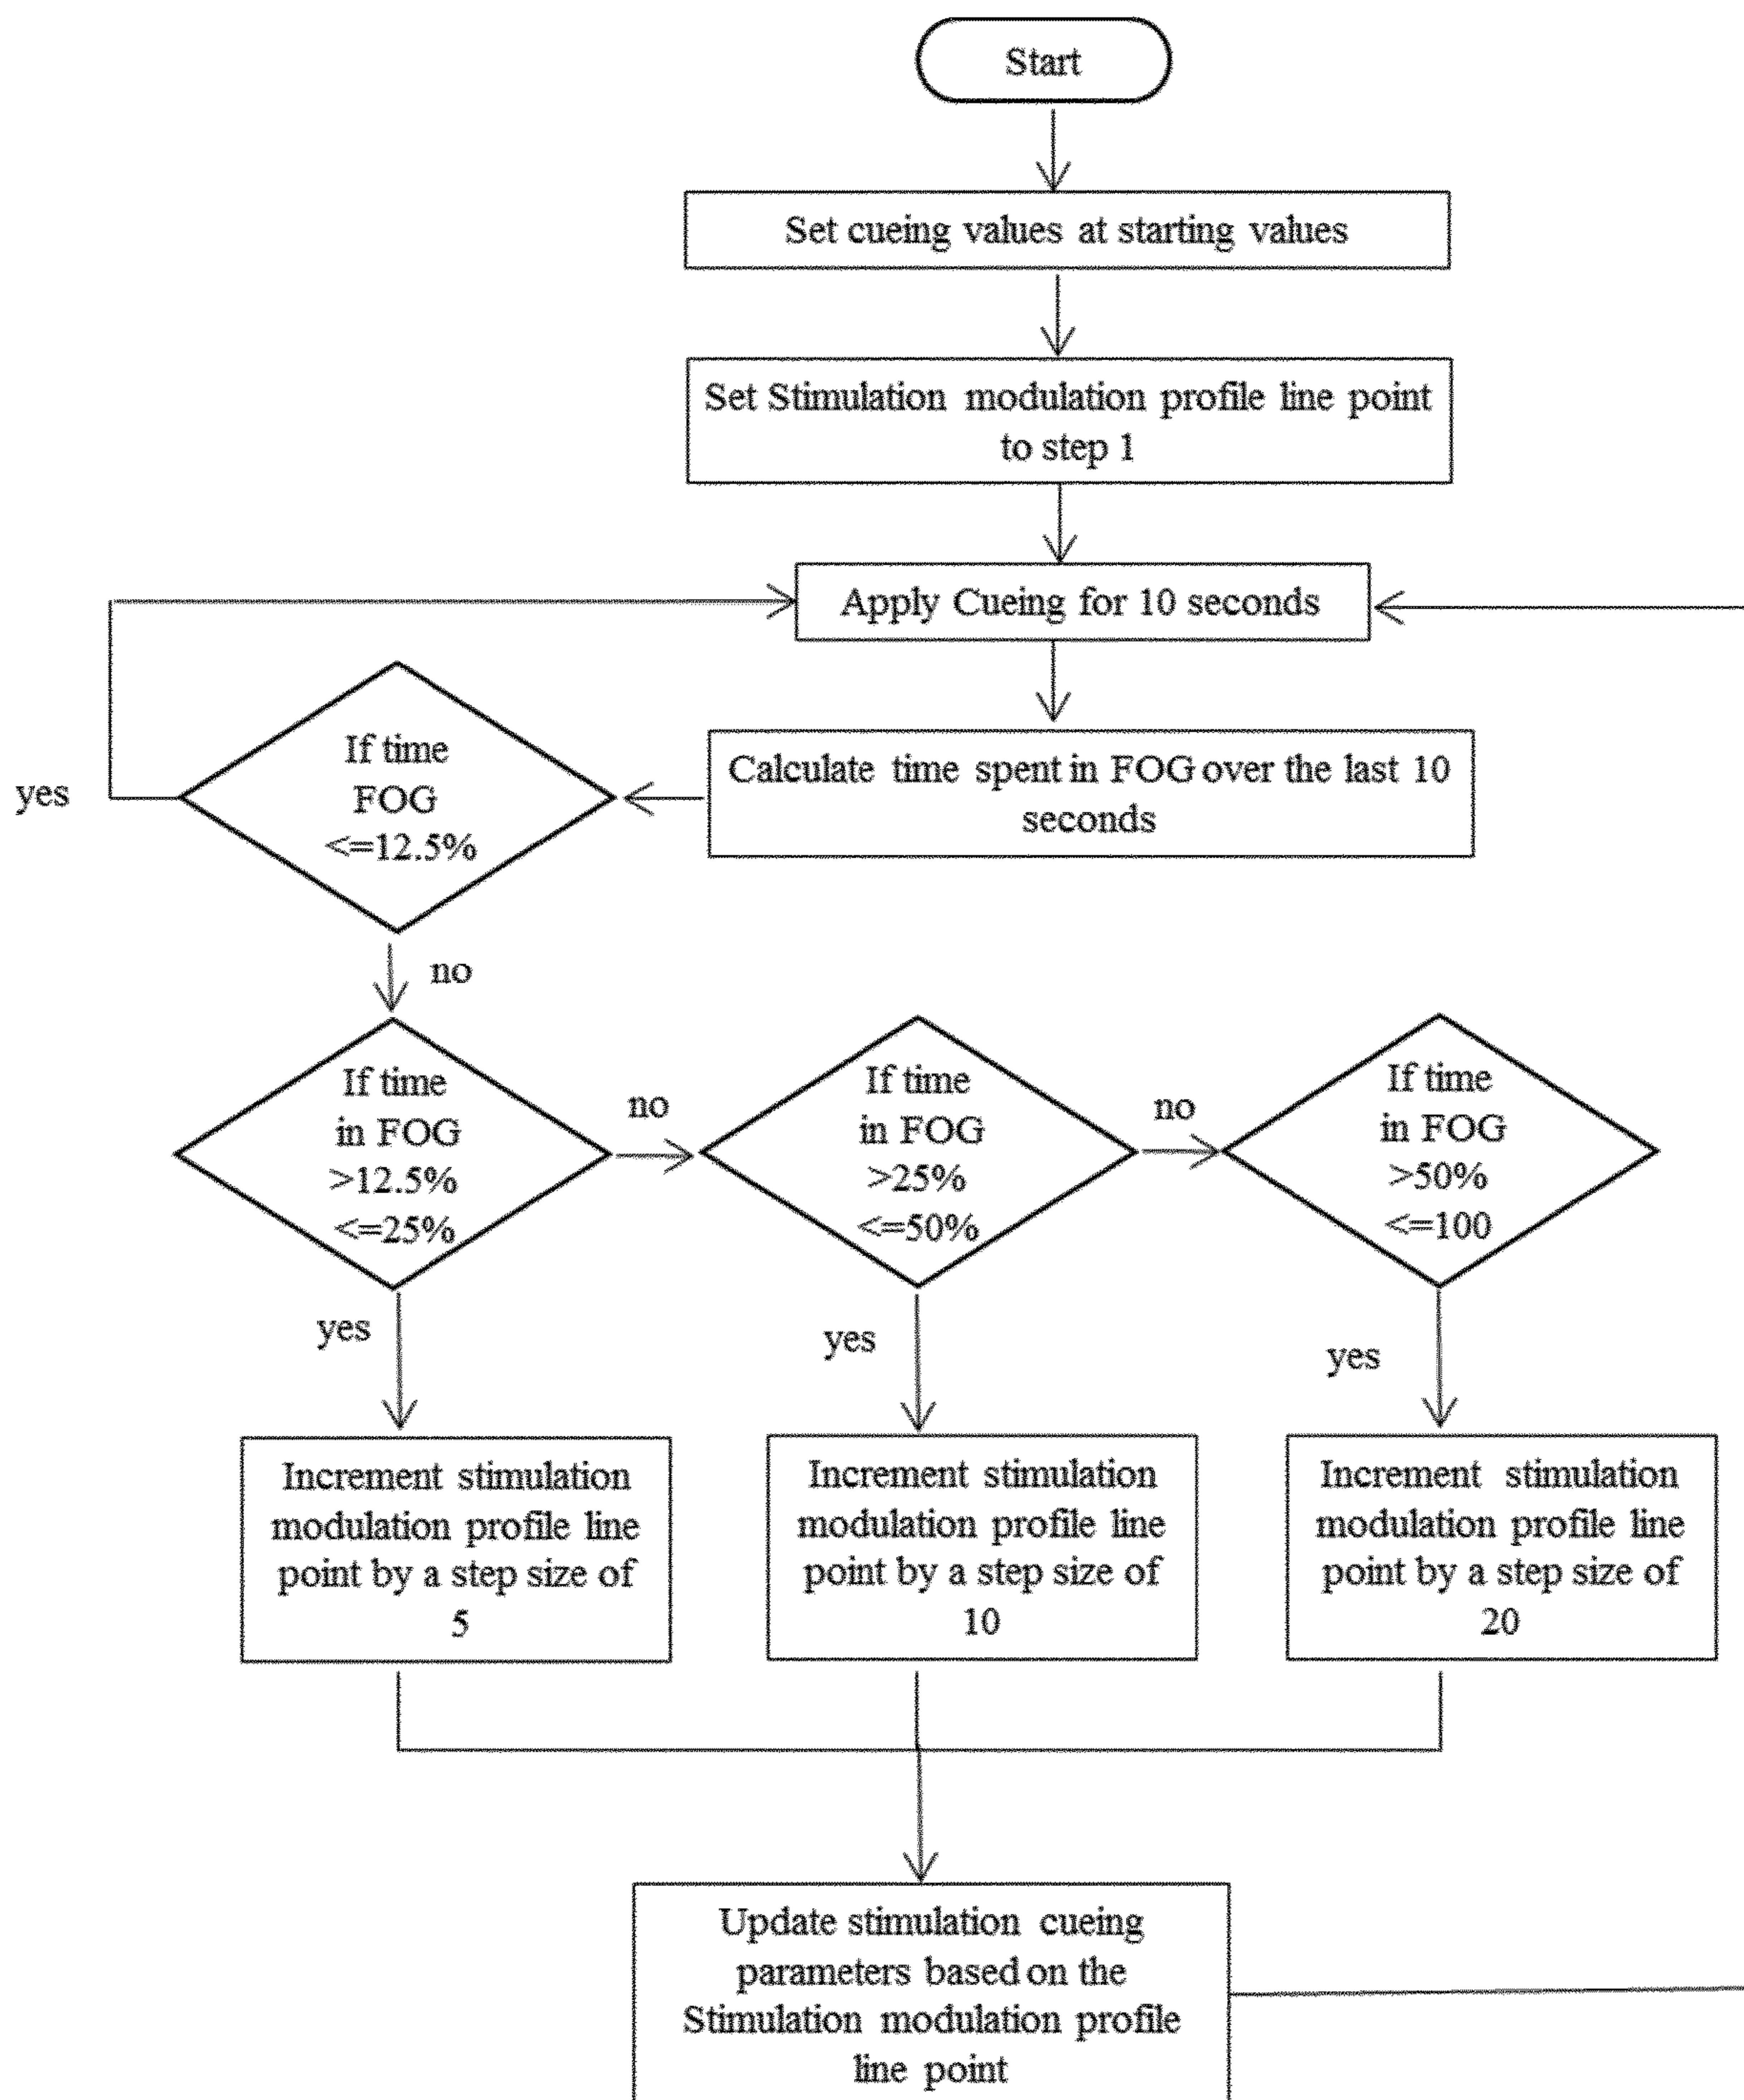 Start
Set cueing values at starting values
Set Stimulation modulation profile line point
to step 1
Apply Cueing for 10 seconds
Calculate time spent in FOG over the last 10
seconds
If time
FOG
<=12.5%
yes
no
If time
in FOG
>12.5%
<=25%
no
If time
in FOG
>25%
<=50%
no
If time
in FOG
>50%
<=100
yes
yes
yes
Increment stimulation
modulation profile line
point by a step size of
5
Increment stimulation
modulation profile line
point by a step size of
10
Increment stimulation
modulation profile line
point by a step size of
20
Update stimulation cueing
parameters based on the
Stimulation modulation profile
line point